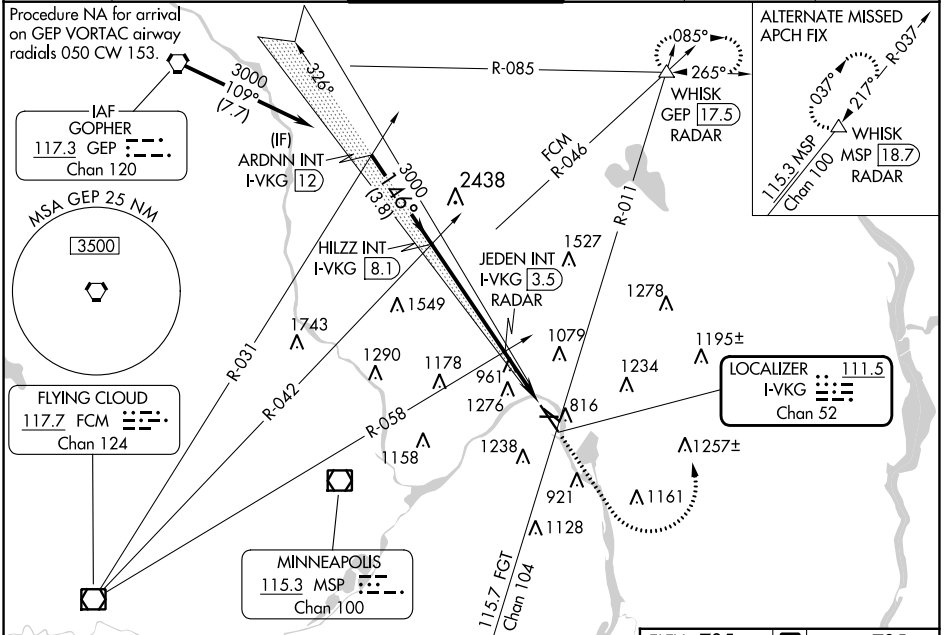 Procedure NA for arrival
on GEP VORTAC airway
radials 050 CW 153.
3000
109°
(7.7)
IAF
GOPHER
117.3 GEP
Chan 120
MSA GEP 25 NM
3500
326°
(IF)
ARDNN INT
I-VKG 12
3000
146°
(3.8)
2438
HILZZ INT
I-VKG 8.1
JEDEN INT
I-VKG 3.5
RADAR
R-085
085°
265°
WHISK
GEP 17.5
RADAR
FCM
R-046
R-011
ALTERNATE MISSED
APCH FIX
R-037
037°
217°
WHISK
MSP 18.7
RADAR
115.3 MSP
Chan 100
1527
1278
1549
1743
1079
1195±
1290
1178
961
1234
1276
816
LOCALIZER 111.5
I-VKG
Chan 52
R-031
R-042
R-058
FLYING CLOUD
117.7 FCM
Chan 124
1158
1238
1257±
921
1161
1128
MINNEAPOLIS
115.3 MSP
Chan 100
115.7 FGT
Chan 104